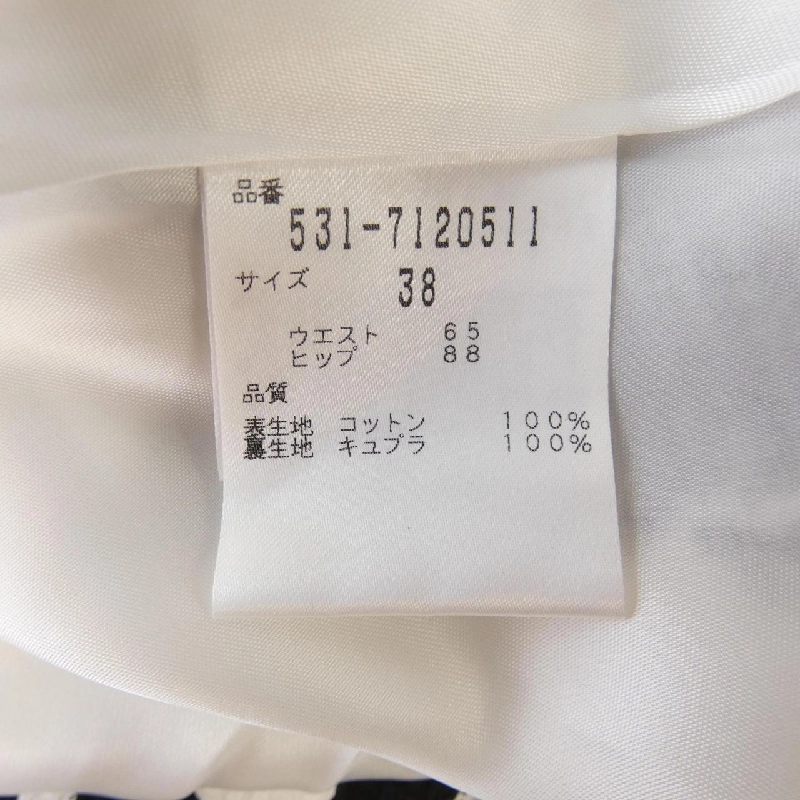 品番
531-7120511
サイズ 38
ウエスト 65
ヒップ 88
品質
表生地 コットン 100%
裏生地 キュプラ 100%